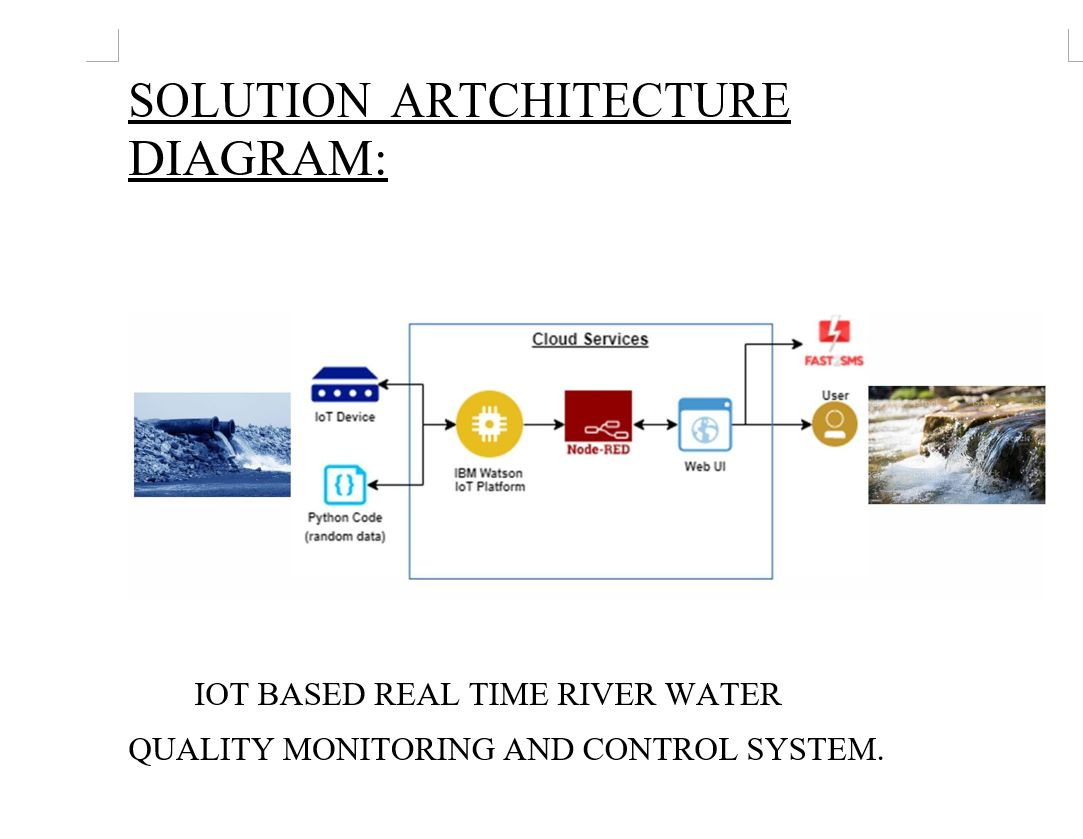 SOLUTION ARTCHITECTURE
DIAGRAM:
Cloud Services
FAST2SMS
IoT Device
User
IBM Watson
IoT Platform
Node-RED
Web UI
Python Code
(random data)
IOT BASED REAL TIME RIVER WATER
QUALITY MONITORING AND CONTROL SYSTEM.